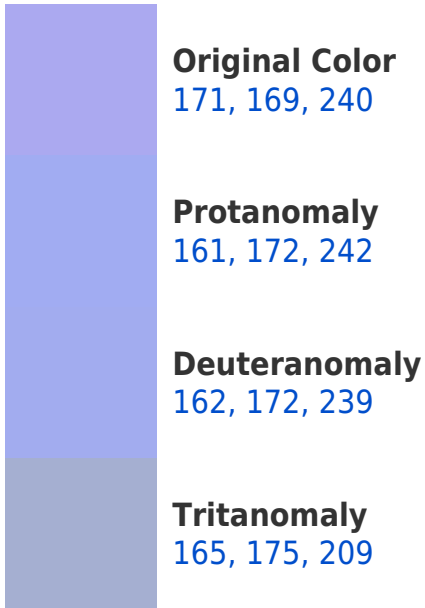 Original Color
171, 169, 240
Protanomaly
161, 172, 242
Deuteranomaly
162, 172, 239
Tritanomaly
165, 175, 209